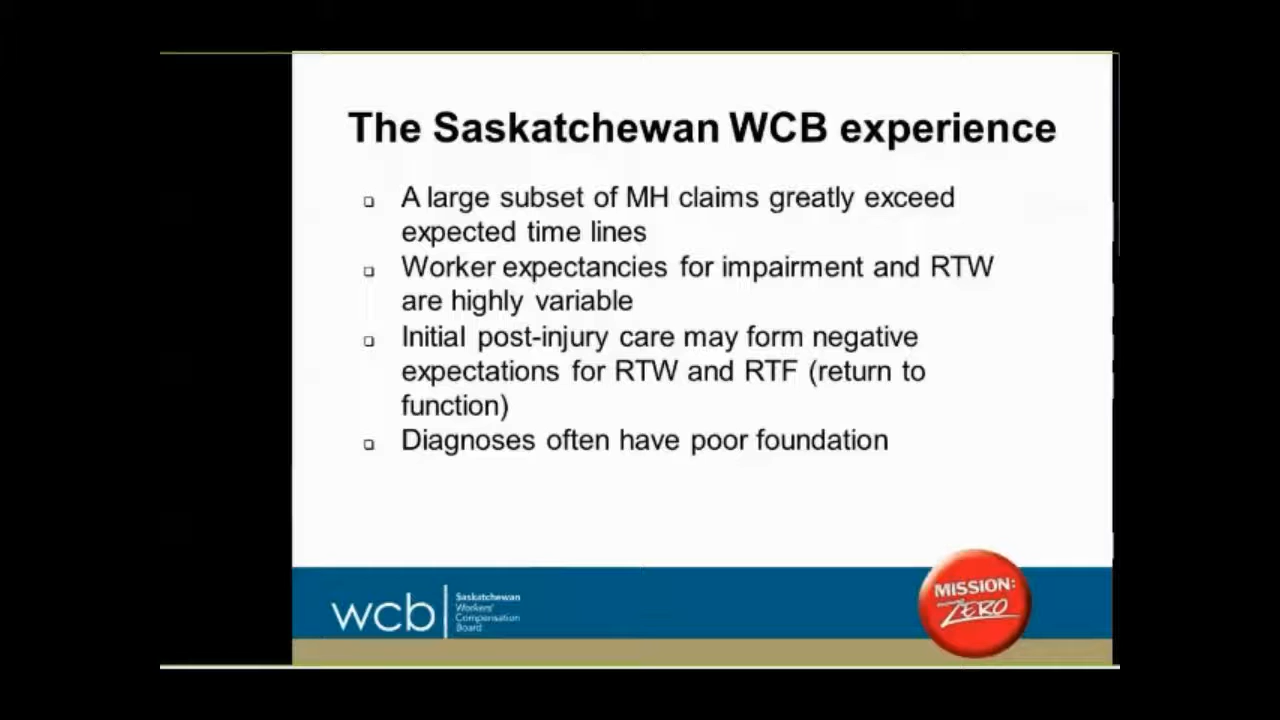 The Saskatchewan WCB experience
A large subset of MH claims greatly exceed
expected time lines
Worker expectancies for impairment and RTW
are highly variable
Initial post-injury care may form negative
expectations for RTW and RTF (return to
function)
Diagnoses often have poor foundation
wcb
Saskatchewan
Workers'
Compensation
Board
MISSION:
ZERO